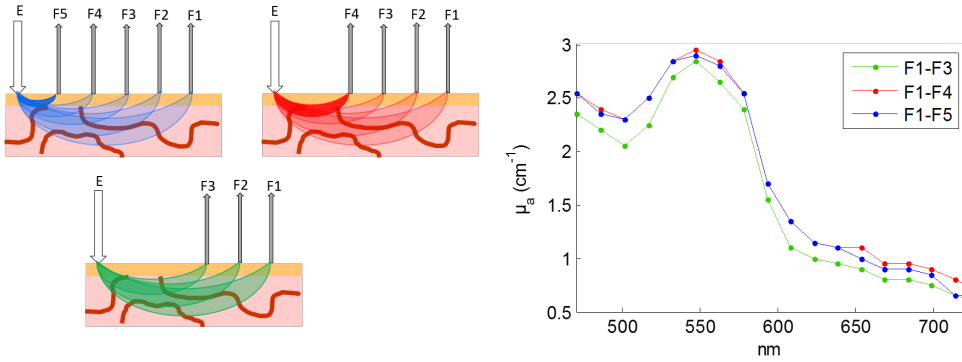 E F5 F4 F3 F2 F1
E F4 F3 F2 F1
E F3 F2 F1
3
2.5
2
1.5
1
0.5
μa (cm-1)
500 550 600 650 700
nm
F1-F3
F1-F4
F1-F5